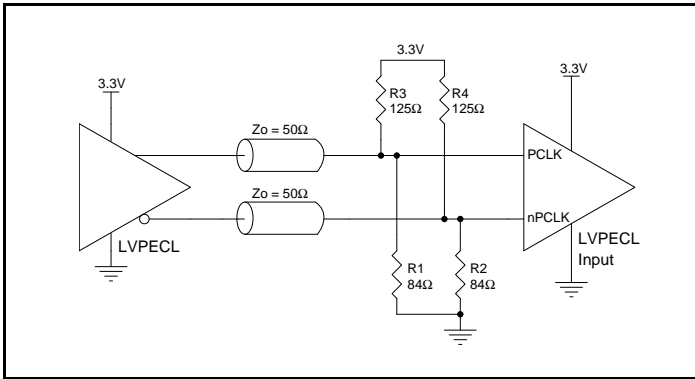 3.3V
3.3V
3.3V
R3
125Ω
R4
125Ω
Zo = 50Ω
PCLK
Zo = 50Ω
nPCLK
LVPECL
LVPECL
Input
R1
84Ω
R2
84Ω